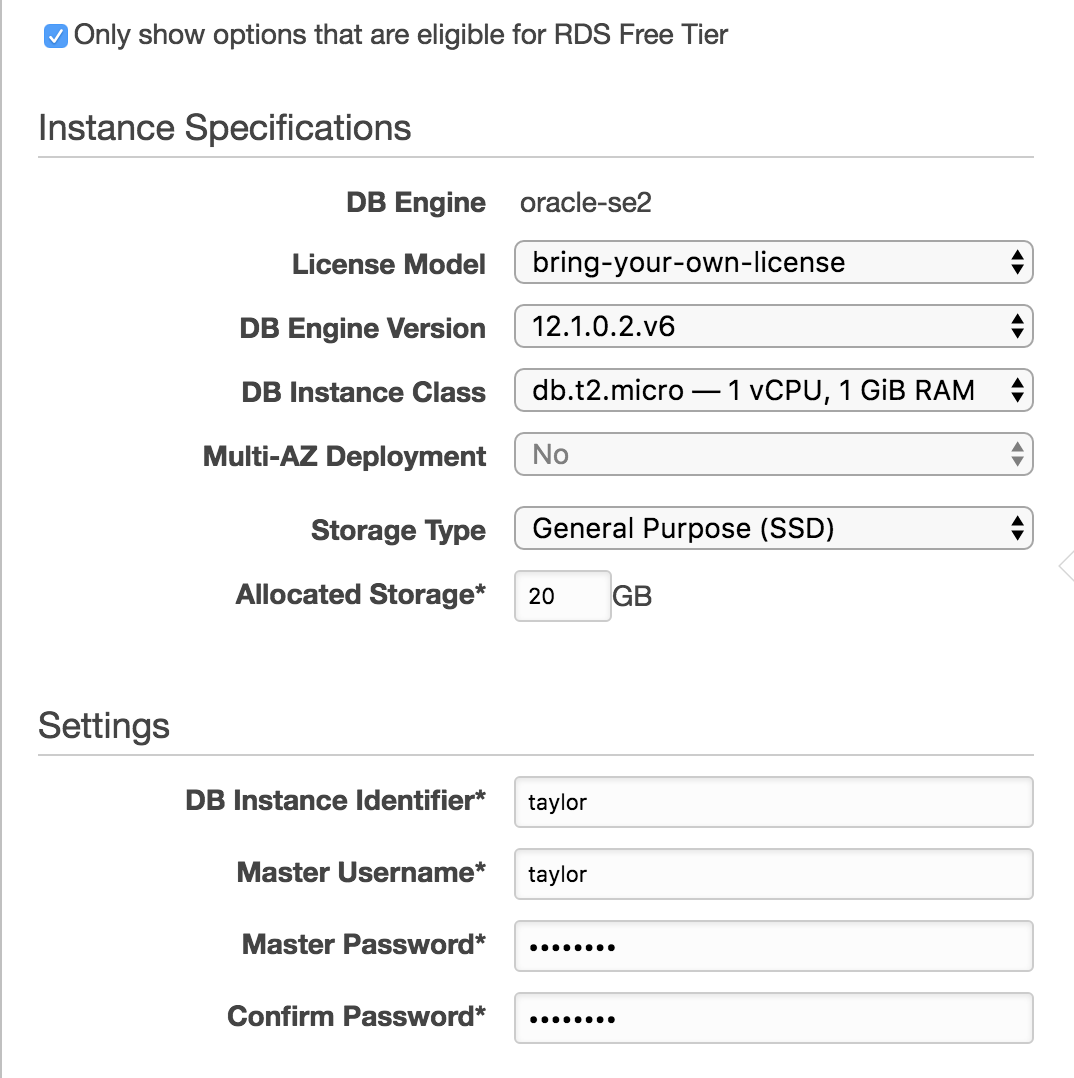 Only show options that are eligible for RDS Free Tier
Instance Specifications
DB Engine oracle-se2
License Model bring-your-own-license
DB Engine Version 12.1.0.2.v6
DB Instance Class db.t2.micro — 1 vCPU, 1 GiB RAM
Multi-AZ Deployment No
Storage Type General Purpose (SSD)
Allocated Storage* 20 GB
Settings
DB Instance Identifier* taylor
Master Username* taylor
Master Password* ••••••••
Confirm Password* ••••••••